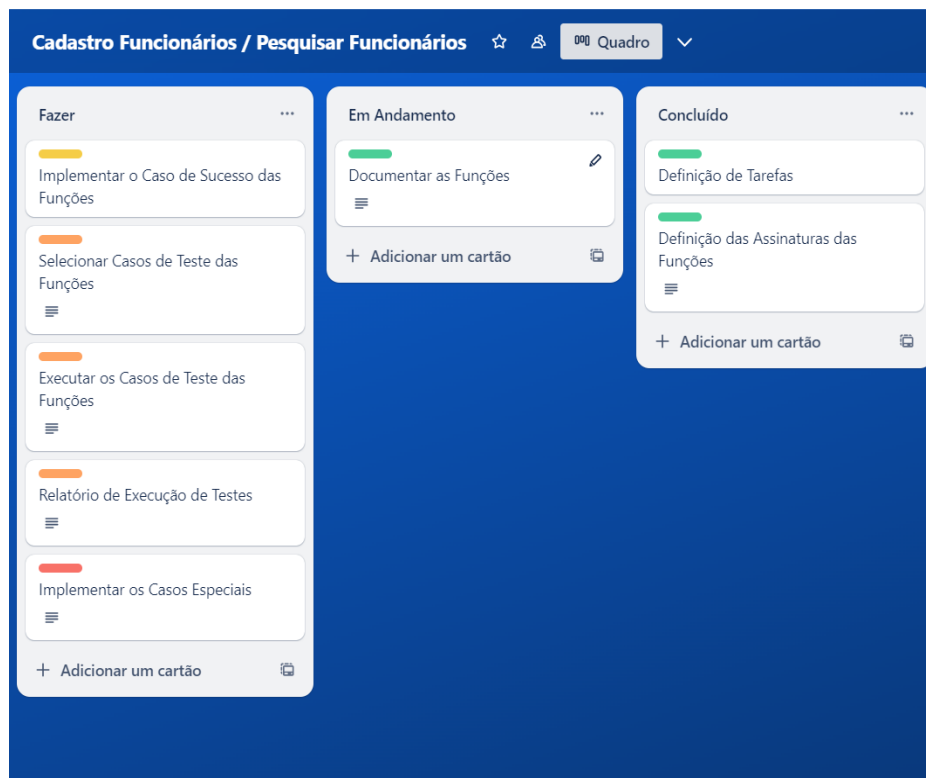 Cadastro Funcionários / Pesquisar Funcionários
Quadro
Fazer
Implementar o Caso de Sucesso das
Funções
Selecionar Casos de Teste das
Funções
Executar os Casos de Teste das
Funções
Relatório de Execução de Testes
Implementar os Casos Especiais
+ Adicionar um cartão
Em Andamento
Documentar as Funções
+ Adicionar um cartão
Concluído
Definição de Tarefas
Definição das Assinaturas das
Funções
+ Adicionar um cartão